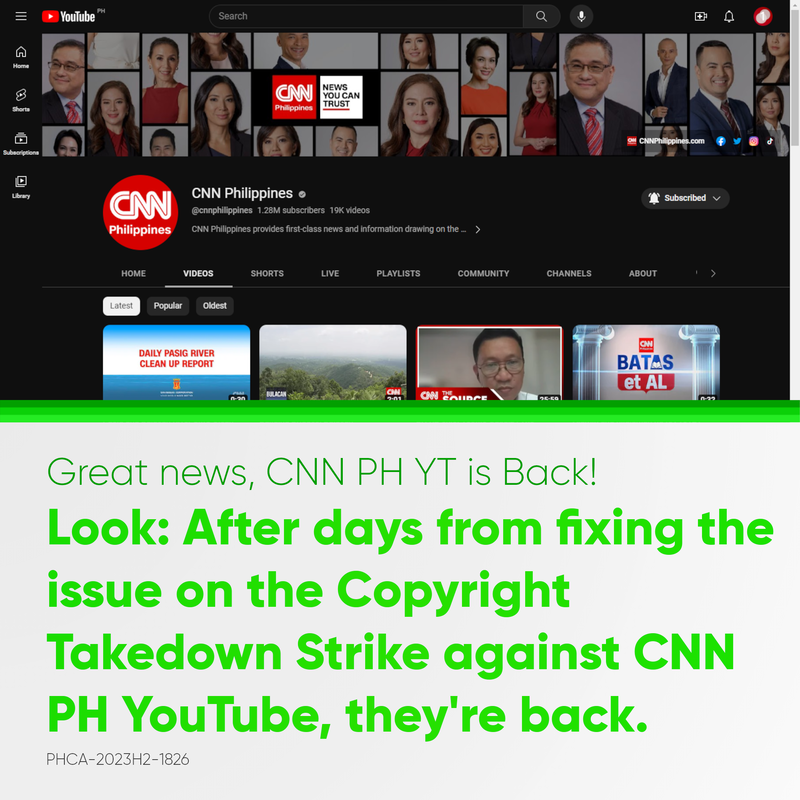 YouTube PH
Search
Home
Shorts
Subscriptions
Library
CNN
Philippines
NEWS
YOU CAN
TRUST
CNN CNNPhilippines.com
CNN
Philippines
CNN Philippines
@cnnphilippines 1.28M subscribers 19K videos
CNN Philippines provides first-class news and information drawing on the ...
Subscribed
HOME VIDEOS SHORTS LIVE PLAYLISTS COMMUNITY CHANNELS ABOUT
Latest Popular Oldest
DAILY PASIG RIVER
CLEAN UP REPORT
0:30
BULACAN
CNN
2:01
CNN THE
SOURCE
25:59
CNN
BATAS
et AL
0:32
Great news, CNN PH YT is Back!
Look: After days from fixing the
issue on the Copyright
Takedown Strike against CNN
PH YouTube, they're back.
PHCA-2023H2-1826